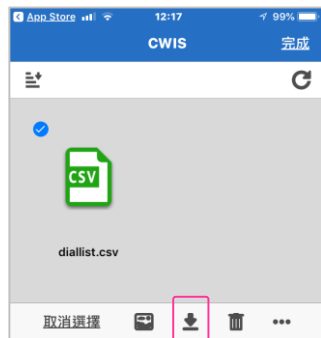 App Store 12:17 99%
CWIS 完成
CSV
diallist.csv
取消選擇